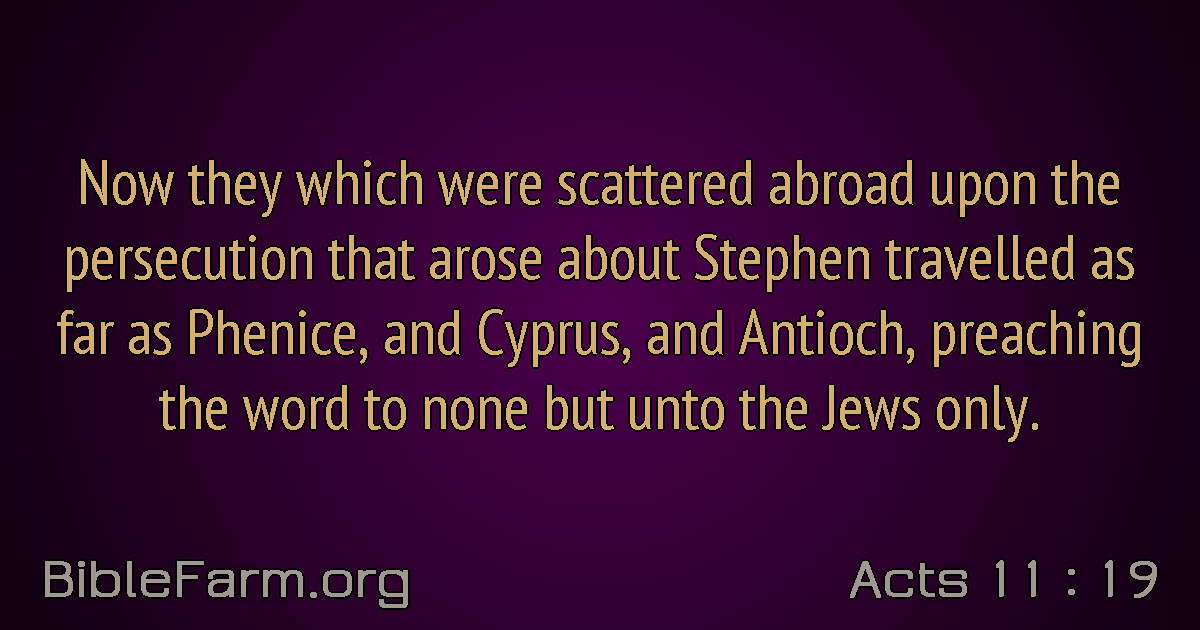 Now they which were scattered abroad upon the
persecution that arose about Stephen travelled as
far as Phenice, and Cyprus, and Antioch, preaching
the word to none but unto the Jews only.
BibleFarm.org
Acts 11 : 19